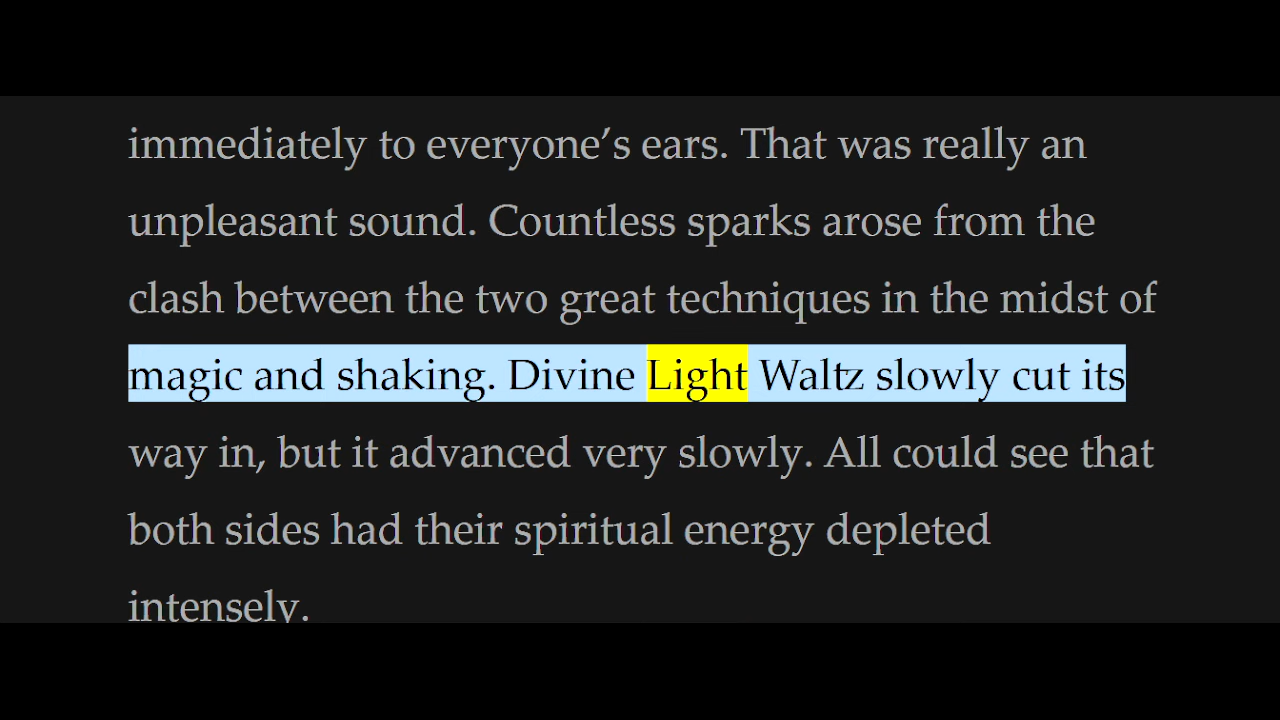 immediately to everyone’s ears. That was really an
unpleasant sound. Countless sparks arose from the
clash between the two great techniques in the midst of
magic and shaking. Divine Light Waltz slowly cut its
way in, but it advanced very slowly. All could see that
both sides had their spiritual energy depleted
intensely.